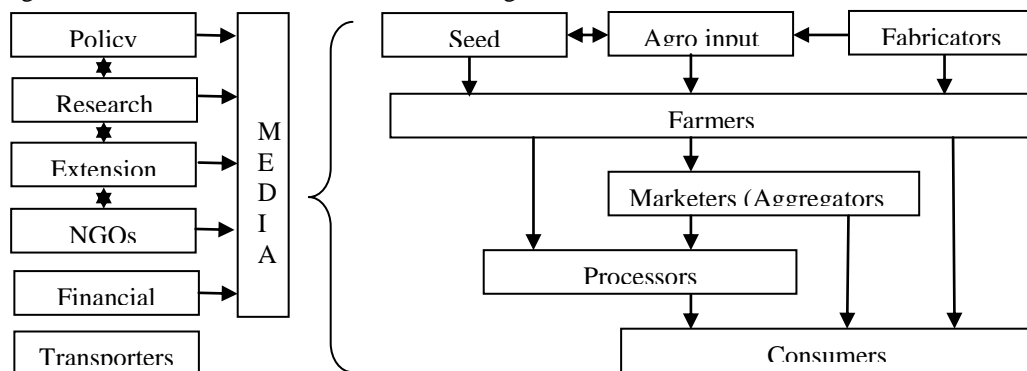 Policy
Research
Extension
NGOs
Financial
Transporters
M
E
D
I
A
Seed
Agro input
Fabricators
Farmers
Marketers (Aggregators
Processors
Consumers